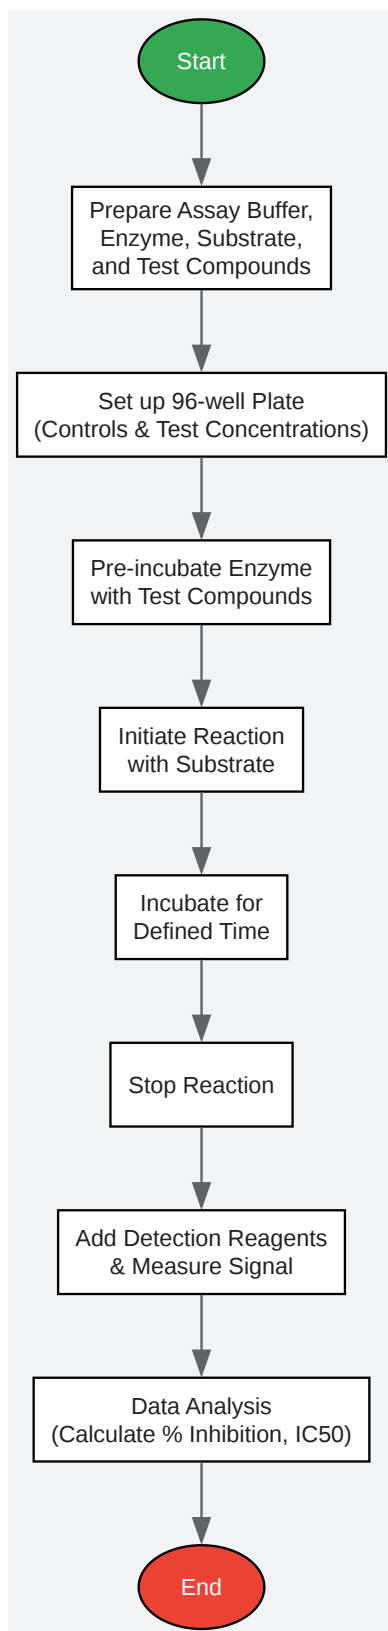 Start
Prepare Assay Buffer,
Enzyme, Substrate,
and Test Compounds
Set up 96-well Plate
(Controls & Test Concentrations)
Pre-incubate Enzyme
with Test Compounds
Initiate Reaction
with Substrate
Incubate for
Defined Time
Stop Reaction
Add Detection Reagents
& Measure Signal
Data Analysis
(Calculate % Inhibition, IC50)
End